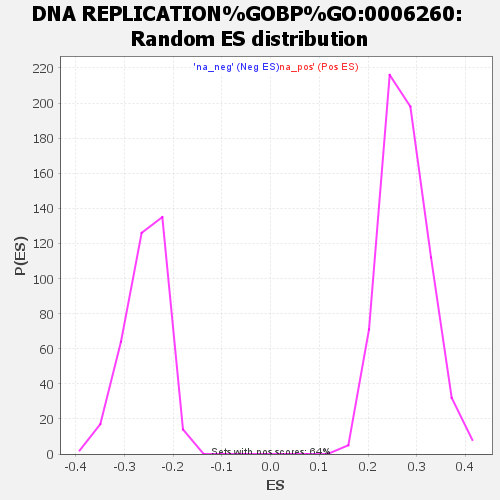 DNA REPLICATION%GOBP%GO:0006260:
Random ES distribution
'na_neg' (Neg ES)na_pos' (Pos ES)
220
200
180
160
140
120
100
80
60
40
20
0
P(ES)
Sets with pos scores: 64%
-0.4 -0.3 -0.2 -0.1 0.0 0.1 0.2 0.3 0.4
ES